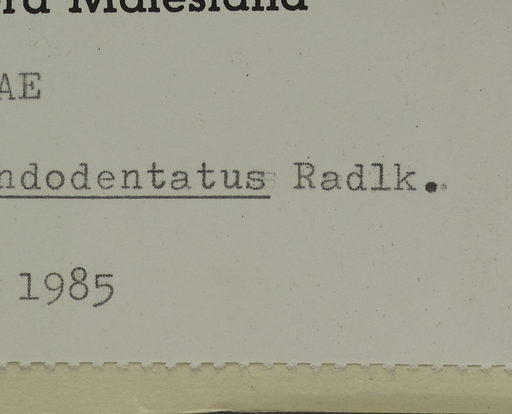 ra Malesiana
AE
ndodentatus Radlk.
1985